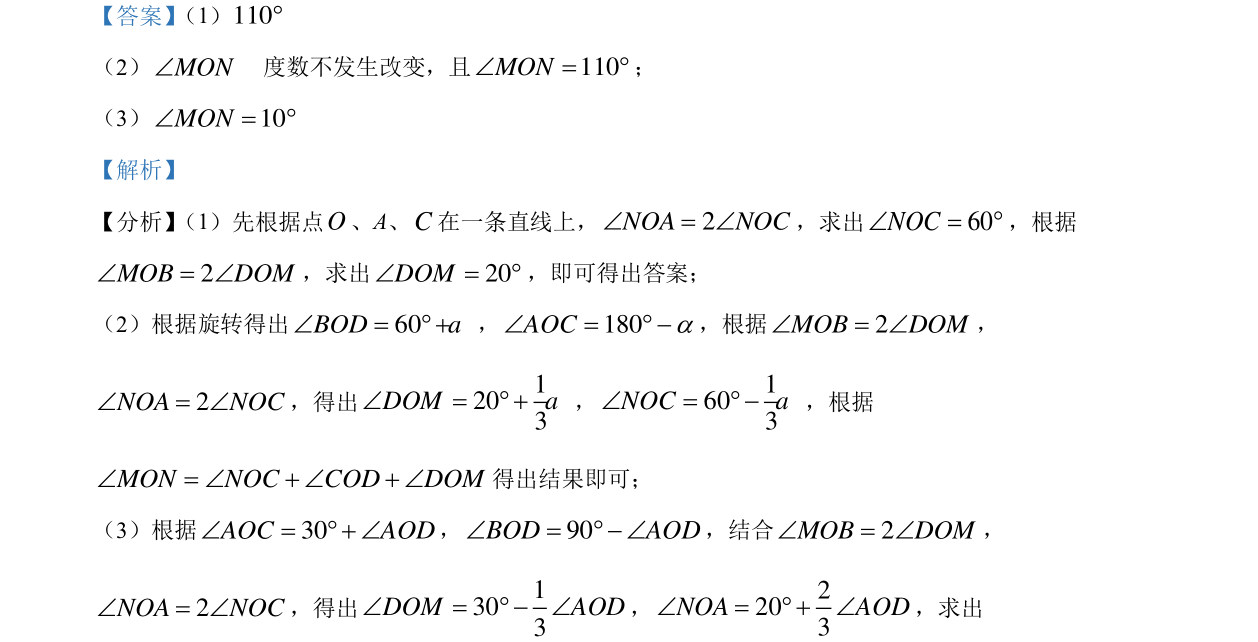 【答案】（1）110°
（2）∠MON 度数不发生改变，且∠MON =110°；
（3）∠MON =10°
【解析】
【分析】（1）先根据点O 、A、 C 在一条直线上，∠NOA = 2∠NOC ，求出∠NOC = 60° ，根据
∠MOB = 2∠DOM ，求出∠DOM = 20° ，即可得出答案；
（2）根据旋转得出∠BOD = 60° +a ，∠AOC =180° − α ，根据∠MOB = 2∠DOM ，
∠NOA = 2∠NOC ，得出∠DOM = 20° + 1/3 a ，∠NOC = 60° − 1/3 a ，根据
∠MON = ∠NOC + ∠COD + ∠DOM 得出结果即可；
（3）根据∠AOC = 30° + ∠AOD ，∠BOD = 90° − ∠AOD ，结合∠MOB = 2∠DOM ，
∠NOA = 2∠NOC ，得出∠DOM = 30° − 1/3 ∠AOD ，∠NOA = 20° + 2/3 ∠AOD ，求出